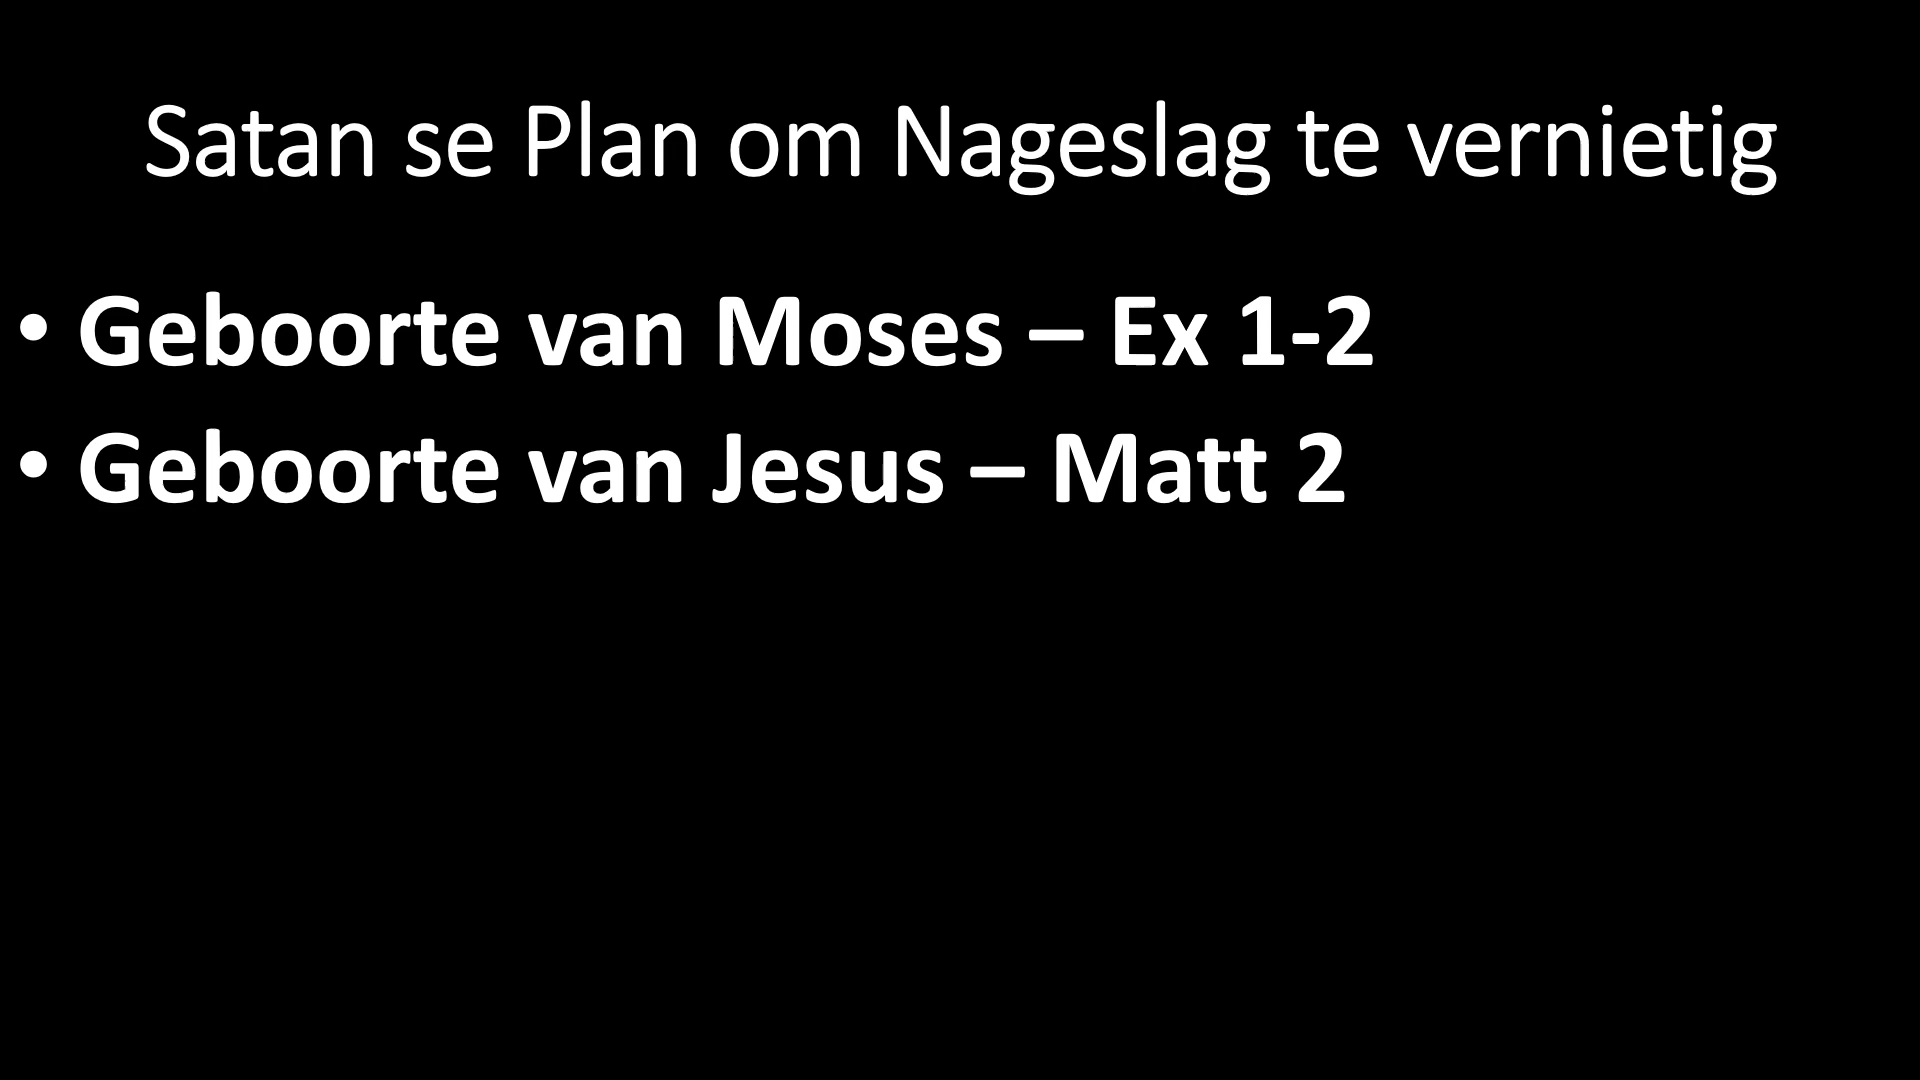 Satan se Plan om Nageslag te vernietig
• Geboorte van Moses – Ex 1-2
• Geboorte van Jesus – Matt 2